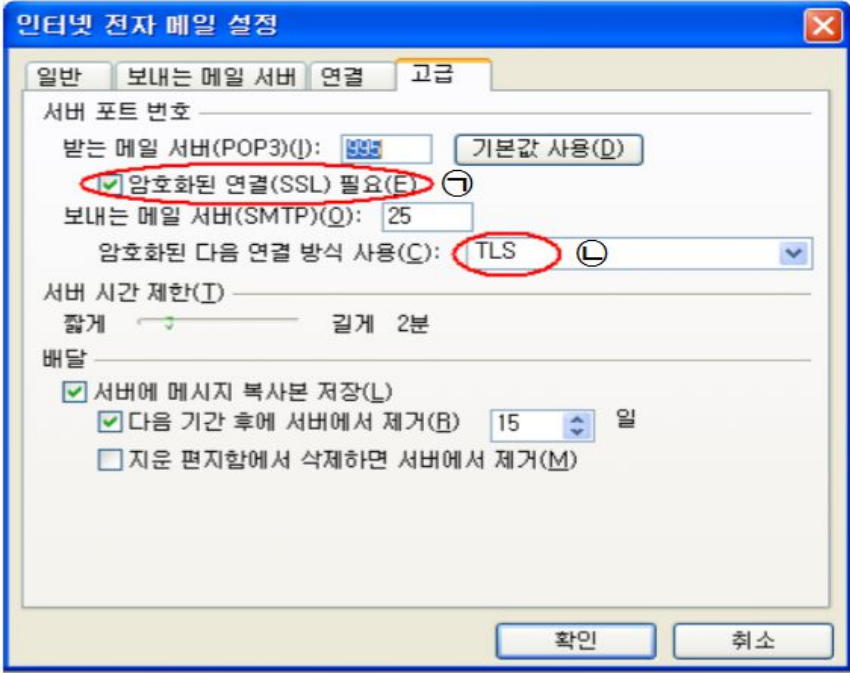 인터넷 전자 메일 설정
일반 보내는 메일 서버 연결 고급
서버 포트 번호
받는 메일 서버(POP3)(I): 995 기본값 사용(D)
암호화된 연결(SSL) 필요(E) ㉠
보내는 메일 서버(SMTP)(O): 25
암호화된 다음 연결 방식 사용(C): TLS ㉡
서버 시간 제한(T)
짧게 길게 2분
배달
서버에 메시지 복사본 저장(L)
다음 기간 후에 서버에서 제거(R) 15 일
지운 편지함에서 삭제하면 서버에서 제거(M)
확인 취소